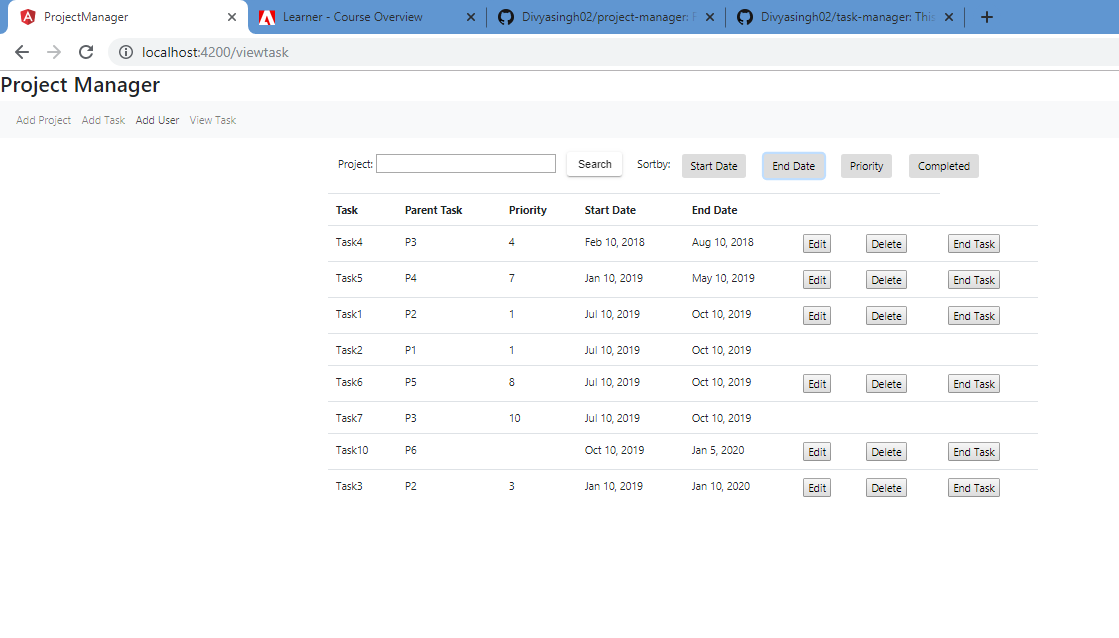 ProjectManager Learner - Course Overview Divyasingh02/project-manager: Divyasingh02/task-manager: This
localhost:4200/viewtask
Project Manager
Add Project Add Task Add User View Task
Project: Search Sortby: Start Date End Date Priority Completed
Task Parent Task Priority Start Date End Date
Task4 P3 4 Feb 10, 2018 Aug 10, 2018 Edit Delete End Task
Task5 P4 7 Jan 10, 2019 May 10, 2019 Edit Delete End Task
Task1 P2 1 Jul 10, 2019 Oct 10, 2019 Edit Delete End Task
Task2 P1 1 Jul 10, 2019 Oct 10, 2019
Task6 P5 8 Jul 10, 2019 Oct 10, 2019 Edit Delete End Task
Task7 P3 10 Jul 10, 2019 Oct 10, 2019
Task10 P6 Oct 10, 2019 Jan 5, 2020 Edit Delete End Task
Task3 P2 3 Jan 10, 2019 Jan 10, 2020 Edit Delete End Task